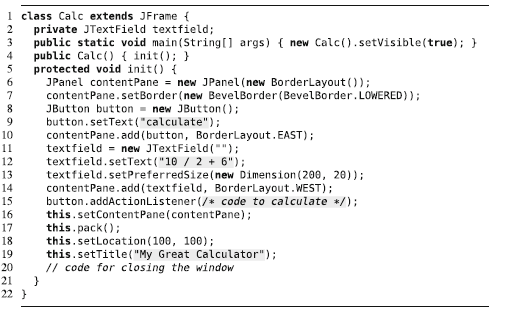 1 class Calc extends JFrame {
2 private JTextField textfield;
3 public static void main(String[] args) { new Calc().setVisible(true); }
4 public Calc() { init(); }
5 protected void init() {
6 JPanel contentPane = new JPanel(new BorderLayout());
7 contentPane.setBorder(new BevelBorder(BevelBorder.LOWERED));
8 JButton button = new JButton();
9 button.setText("calculate");
10 contentPane.add(button, BorderLayout.EAST);
11 textfield = new JTextField("");
12 textfield.setText("10 / 2 + 6");
13 textfield.setPreferredSize(new Dimension(200, 20));
14 contentPane.add(textfield, BorderLayout.WEST);
15 button.addActionListener(/* code to calculate */);
16 this.setContentPane(contentPane);
17 this.pack();
18 this.setLocation(100, 100);
19 this.setTitle("My Great Calculator");
20 // code for closing the window
21 }
22 }